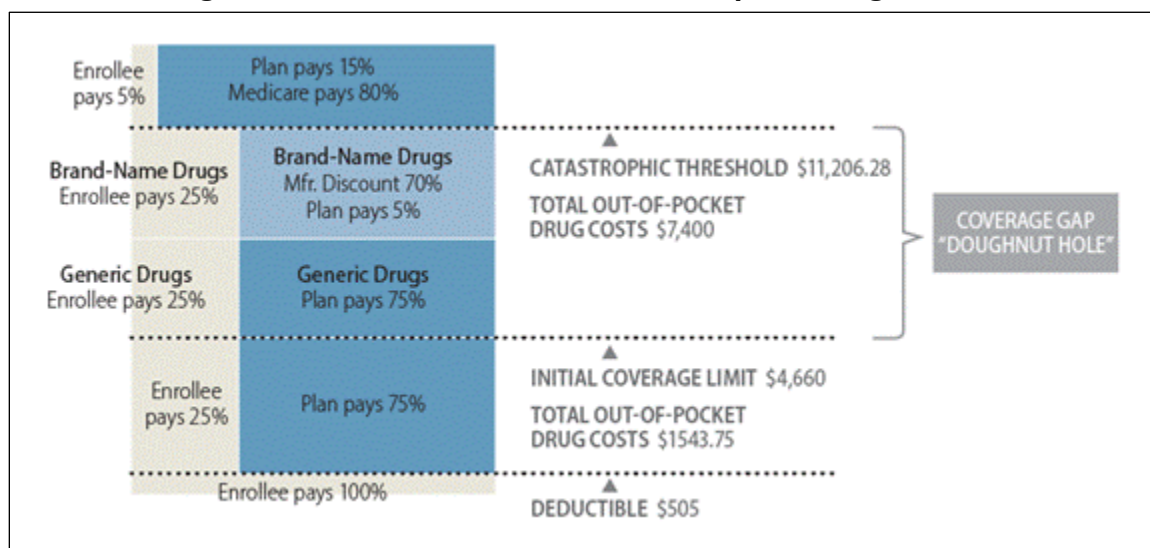 Enrollee
pays 5%
Plan pays 15%
Medicare pays 80%
Brand-Name Drugs
Enrollee pays 25%
Brand-Name Drugs
Mfr. Discount 70%
Plan pays 5%
CATASTROPHIC THRESHOLD $11,206.28
TOTAL OUT-OF-POCKET
DRUG COSTS $7,400
COVERAGE GAP
"DOUGHNUT HOLE"
Generic Drugs
Enrollee pays 25%
Generic Drugs
Plan pays 75%
Enrollee
pays 25%
Plan pays 75%
INITIAL COVERAGE LIMIT $4,660
TOTAL OUT-OF-POCKET
DRUG COSTS $1543.75
Enrollee pays 100%
DEDUCTIBLE $505